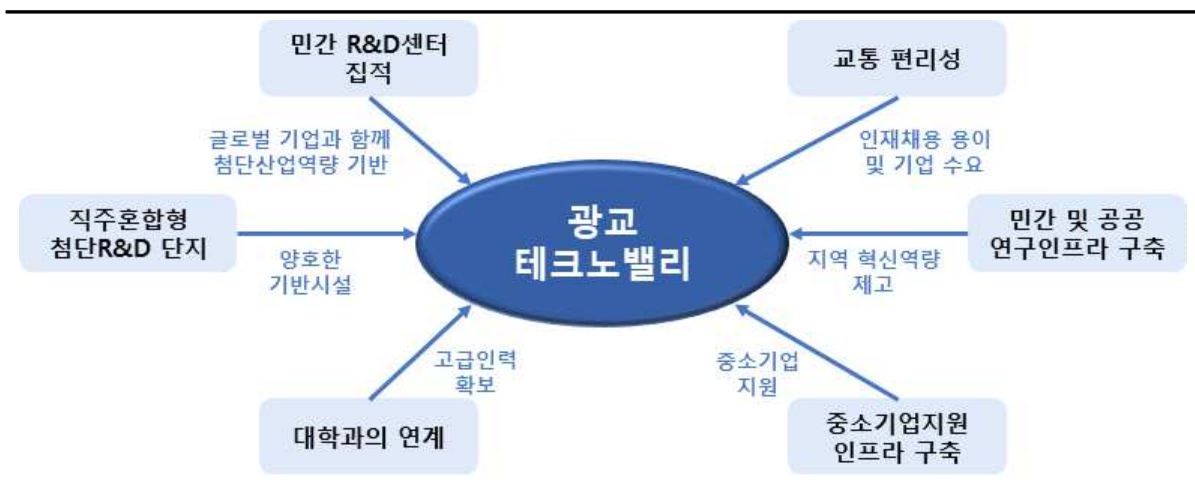 민간 R&D센터
집적
교통 편리성
글로벌 기업과 함께
첨단산업역량 기반
인재채용 용이
및 기업 수요
직주혼합형
첨단R&D 단지
광교
테크노밸리
민간 및 공공
연구인프라 구축
양호한
기반시설
지역 혁신역량
제고
고급인력
확보
중소기업
지원
대학과의 연계
중소기업지원
인프라 구축